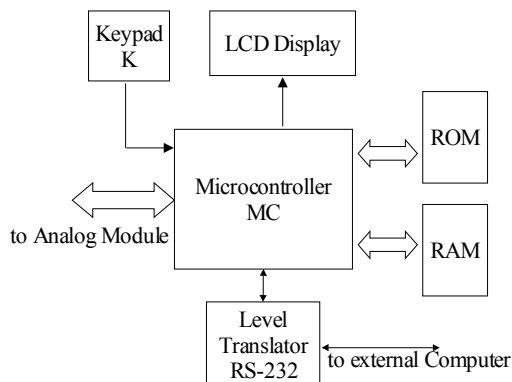 Keypad
K
LCD Display
ROM
Microcontroller
MC
to Analog Module
RAM
Level
Translator
RS-232
to external Computer